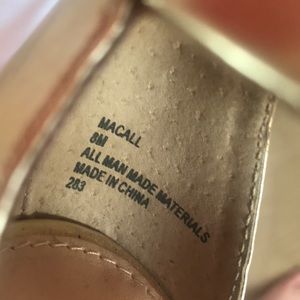 MACALL
8M
ALL MAN MADE MATERIALS
MADE IN CHINA
283